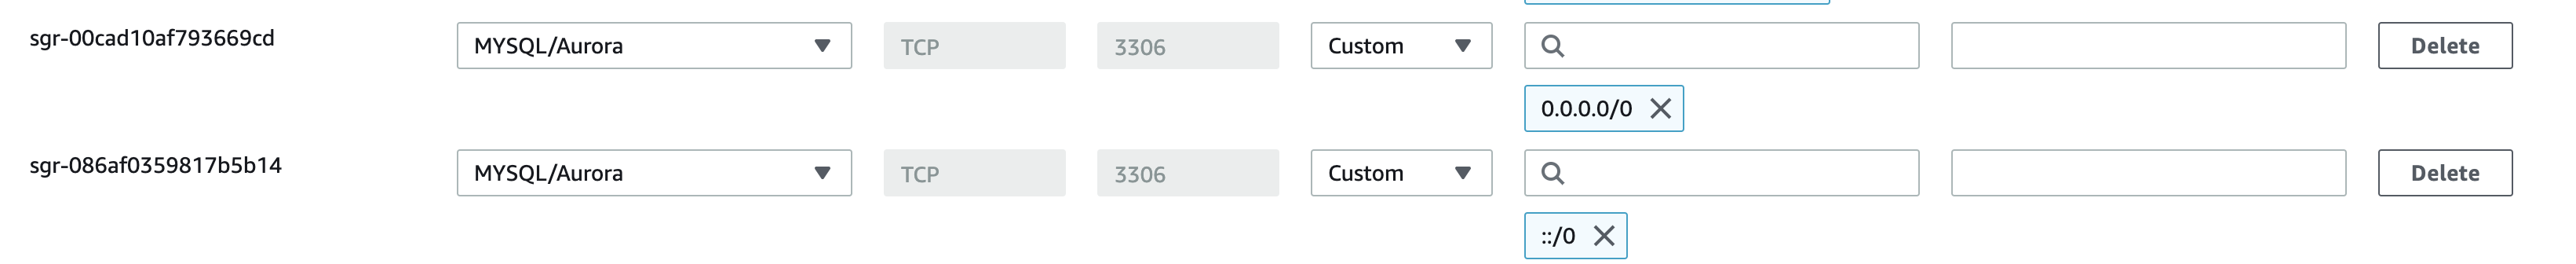 sgr-00cad10af793669cd MYSQL/Aurora TCP 3306 Custom Delete
0.0.0.0/0
sgr-086af0359817b5b14 MYSQL/Aurora TCP 3306 Custom Delete
::/0